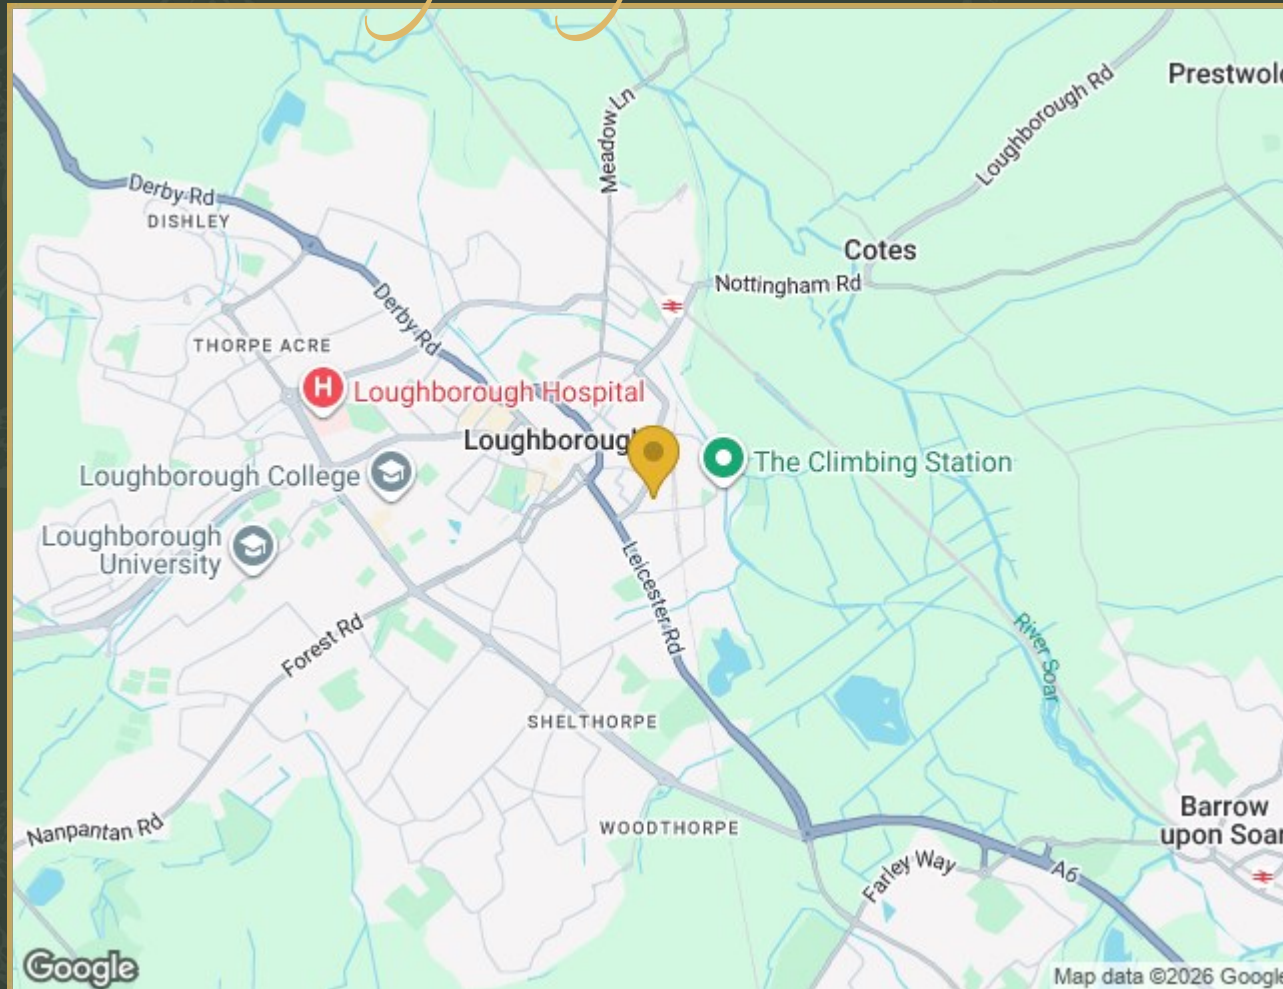 Prestwol
Loughborough Rd
Meadow Ln
Derby Rd
DISHLEY
Cotes
Nottingham Rd
Derby Rd
THORPE ACRE
Loughborough Hospital
H
Loughborough
The Climbing Station
Loughborough College
Loughborough
University
Leicester Rd
Forest Rd
River Soar
SHELTHORPE
Barrow
upon Soar
WOODTHORPE
Nanpantan Rd
Farley Way
A6
Google
Map data ©2026 Google